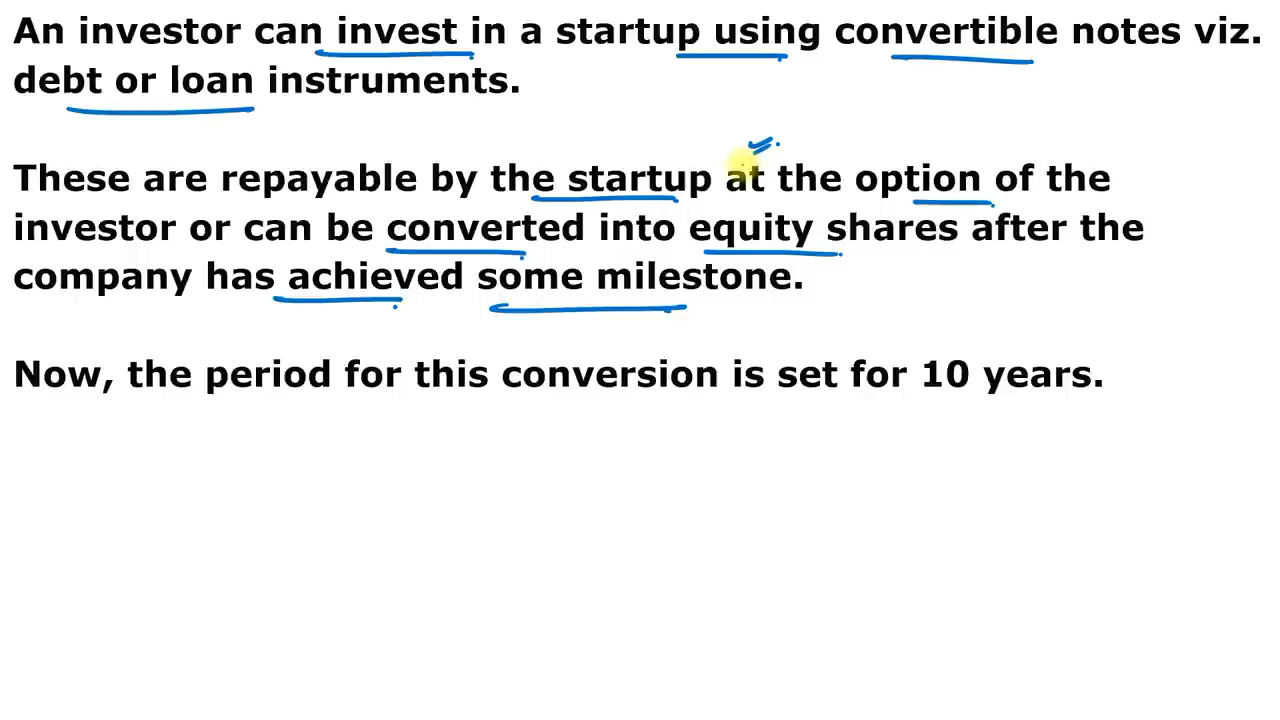 An investor can invest in a startup using convertible notes viz.
debt or loan instruments.
These are repayable by the startup at the option of the
investor or can be converted into equity shares after the
company has achieved some milestone.
Now, the period for this conversion is set for 10 years.